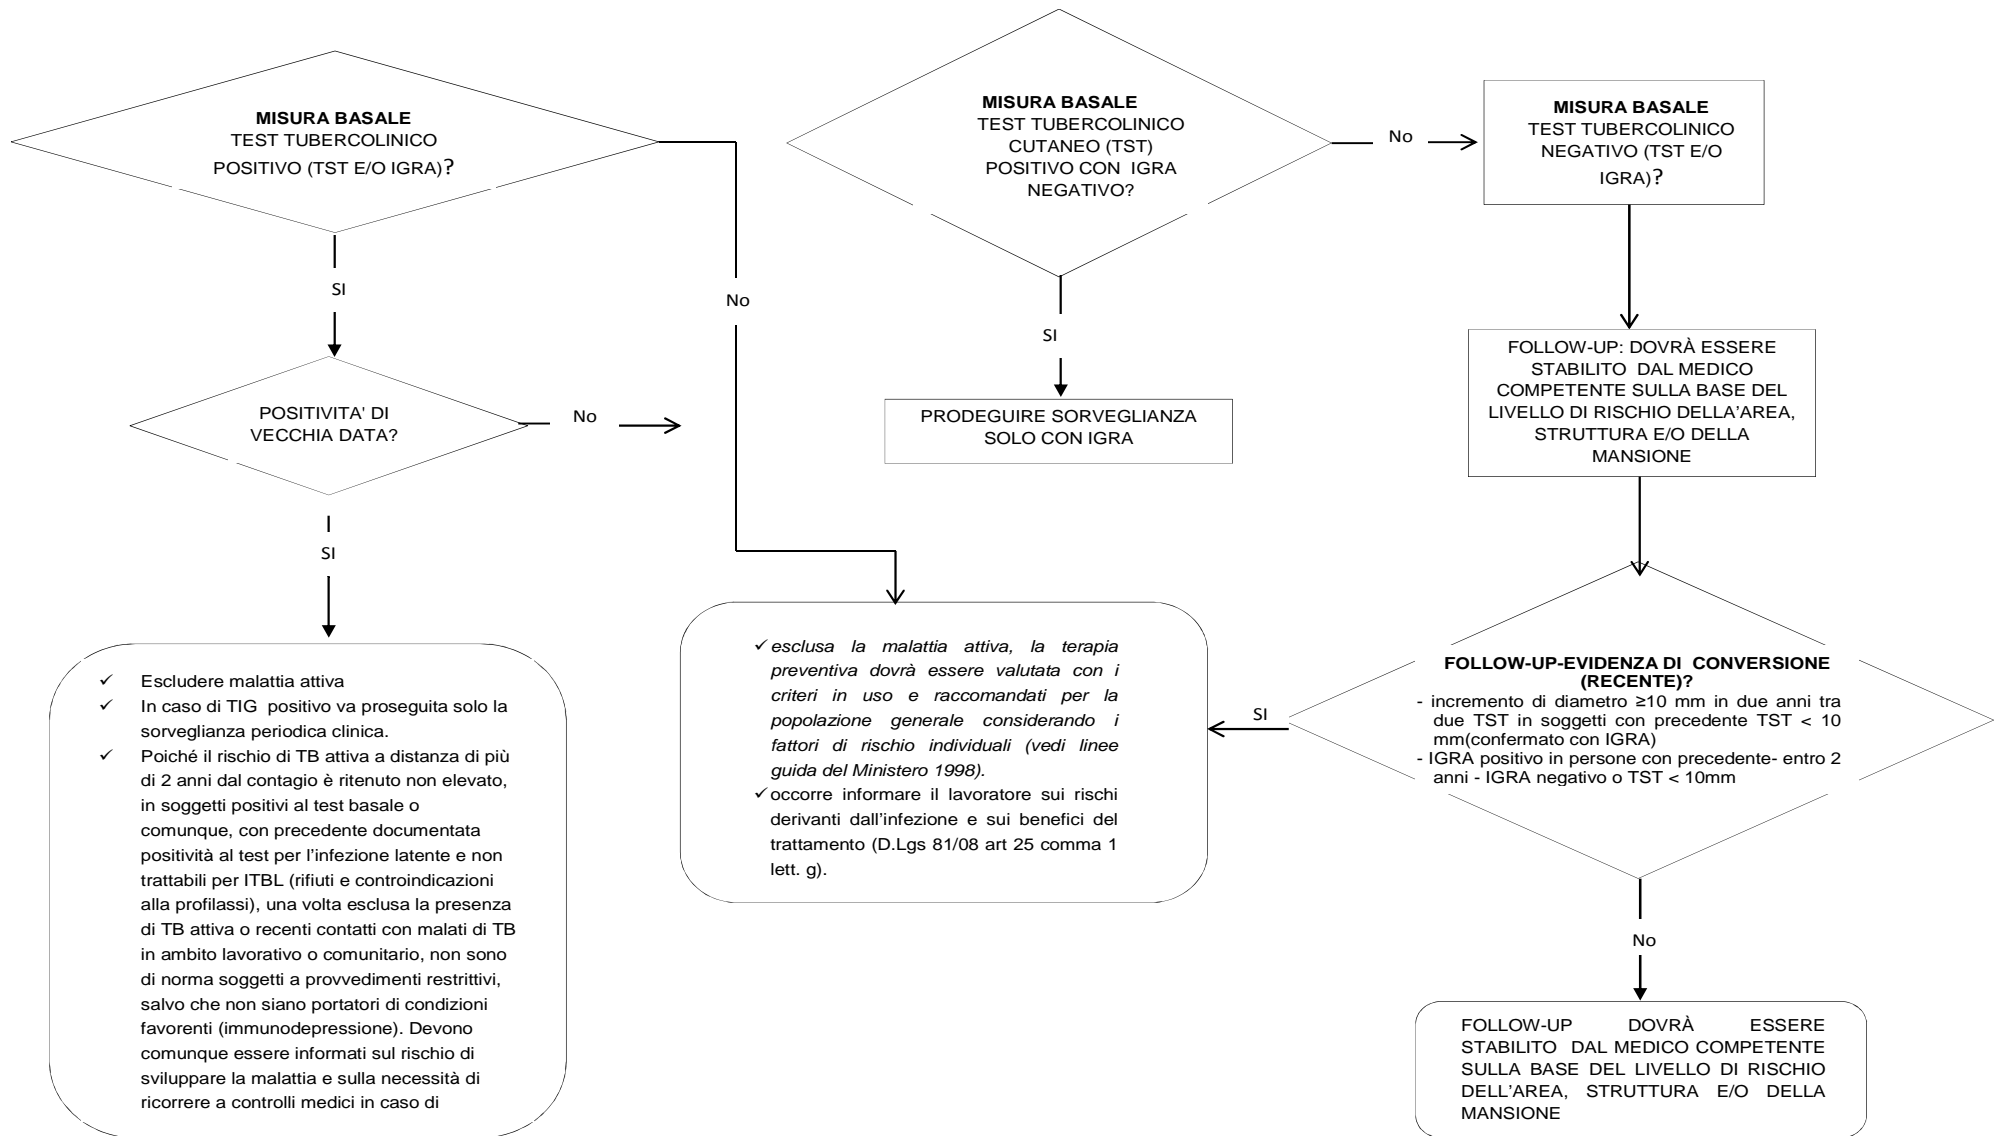 MISURA BASALE
TEST TUBERCOLINICO
POSITIVO (TST E/O IGRA)?
SI
No
POSITIVITA' DI
VECCHIA DATA?
No
SI
✓ Escludere malattia attiva
✓ In caso di TIG positivo va proseguita solo la
sorveglianza periodica clinica.
✓ Poiché il rischio di TB attiva a distanza di più
di 2 anni dal contagio è ritenuto non elevato,
in soggetti positivi al test basale o
comunque, con precedente documentata
positività al test per l'infezione latente e non
trattabili per ITBL (rifiuti e controindicazioni
alla profilassi), una volta esclusa la presenza
di TB attiva o recenti contatti con malati di TB
in ambito lavorativo o comunitario, non sono
di norma soggetti a provvedimenti restrittivi,
salvo che non siano portatori di condizioni
favorenti (immunodepressione). Devono
comunque essere informati sul rischio di
sviluppare la malattia e sulla necessità di
ricorrere a controlli medici in caso di
MISURA BASALE
TEST TUBERCOLINICO
CUTANEO (TST)
POSITIVO CON IGRA
NEGATIVO?
No
SI
PRODEGUIRE SORVEGLIANZA
SOLO CON IGRA
✓ esclusa la malattia attiva, la terapia
preventiva dovrà essere valutata con i
criteri in uso e raccomandati per la
popolazione generale considerando i
fattori di rischio individuali (vedi linee
guida del Ministero 1998).
✓ occorre informare il lavoratore sui rischi
derivanti dall'infezione e sui benefici del
trattamento (D.Lgs 81/08 art 25 comma 1
lett. g).
MISURA BASALE
TEST TUBERCOLINICO
NEGATIVO (TST E/O
IGRA)?
FOLLOW-UP: DOVRÀ ESSERE
STABILITO DAL MEDICO
COMPETENTE SULLA BASE DEL
LIVELLO DI RISCHIO DELLA'AREA,
STRUTTURA E/O DELLA
MANSIONE
FOLLOW-UP-EVIDENZA DI CONVERSIONE
(RECENTE)?
- incremento di diametro ≥10 mm in due anni tra
due TST in soggetti con precedente TST < 10
mm(confermato con IGRA)
- IGRA positivo in persone con precedente- entro 2
anni - IGRA negativo o TST < 10mm
SI
No
FOLLOW-UP DOVRÀ ESSERE
STABILITO DAL MEDICO COMPETENTE
SULLA BASE DEL LIVELLO DI RISCHIO
DELL'AREA, STRUTTURA E/O DELLA
MANSIONE